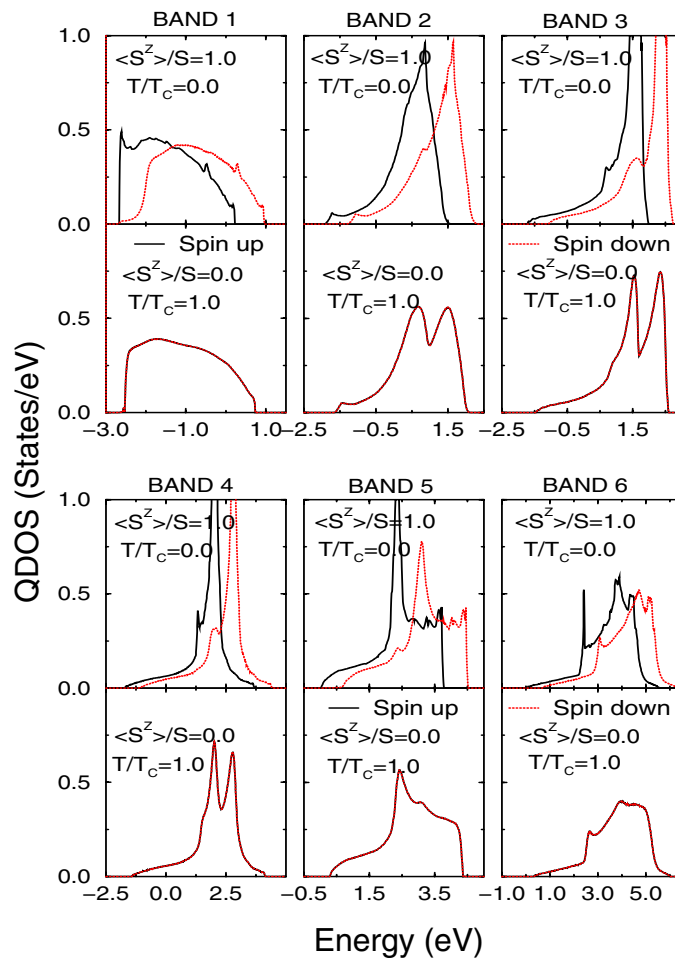 BAND 1 BAND 2 BAND 3
1.0 <S^Z>/S=1.0 <S^Z>/S=1.0 <S^Z>/S=1.0
T/T_C=0.0 T/T_C=0.0 T/T_C=0.0
0.5
0.0
Spin up Spin down
<S^Z>/S=0.0 <S^Z>/S=0.0 <S^Z>/S=0.0
T/T_C=1.0 T/T_C=1.0 T/T_C=1.0
0.5
0.0
−3.0 −1.0 1.0 −2.5 −0.5 1.5 −2.5 −0.5 1.5
QDOS (States/eV)
BAND 4 BAND 5 BAND 6
1.0 <S^Z>/S=1.0 <S^Z>/S=1.0 <S^Z>/S=1.0
T/T_C=0.0 T/T_C=0.0 T/T_C=0.0
0.5
0.0
Spin up Spin down
<S^Z>/S=0.0 <S^Z>/S=0.0 <S^Z>/S=0.0
T/T_C=1.0 T/T_C=1.0 T/T_C=1.0
0.5
0.0
−2.5 0.0 2.5 −0.5 1.5 3.5 −1.0 1.0 3.0 5.0
Energy (eV)